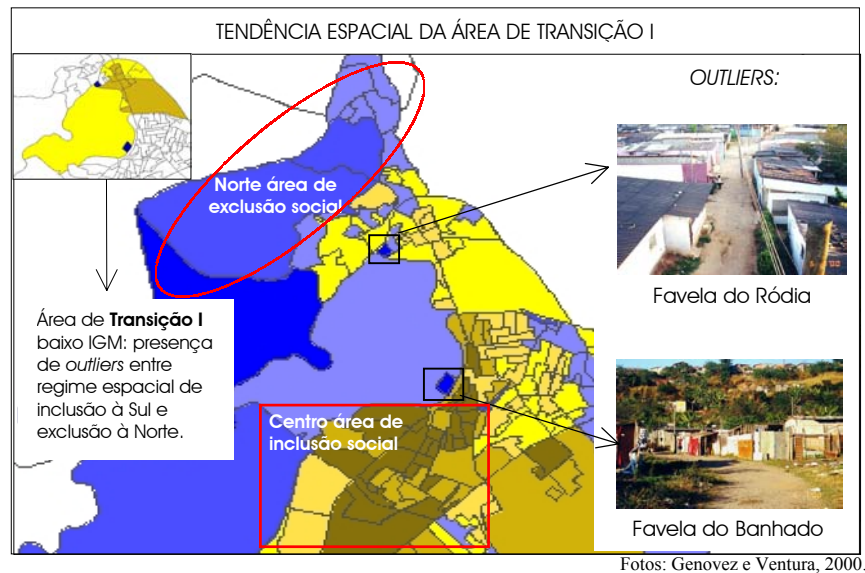 TENDÊNCIA ESPACIAL DA ÁREA DE TRANSIÇÃO I
OUTLIERS:
Norte área de
exclusão social
Favela do Ródia
Área de Transição I
baixo IGM: presença
de outliers entre
regime espacial de
inclusão à Sul e
exclusão à Norte.
Centro área de
inclusão social
Favela do Banhado
Fotos: Genovez e Ventura, 2000.